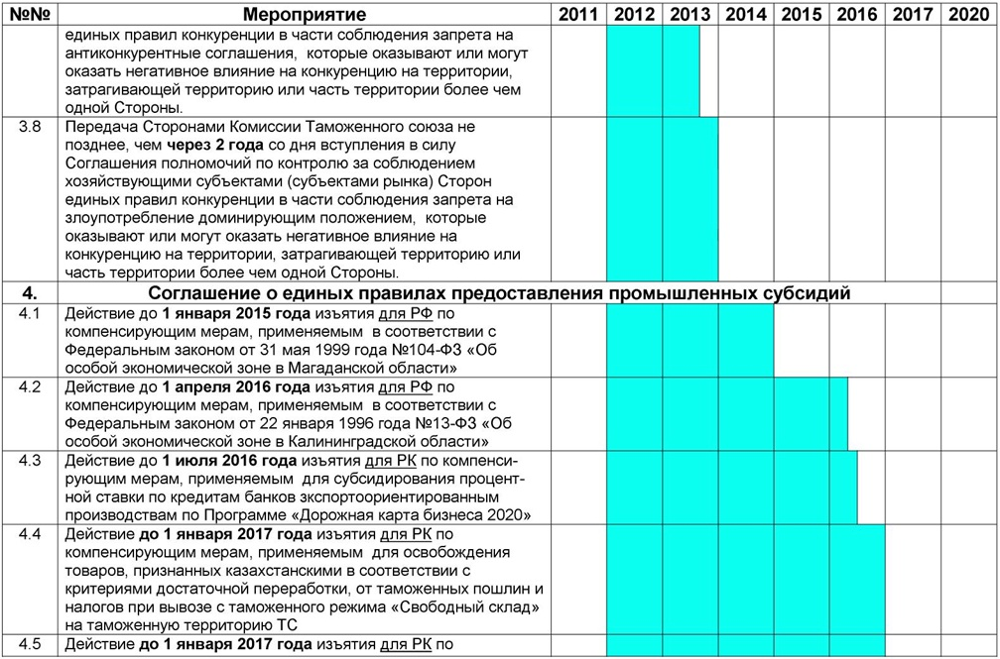 №№ Мероприятие 2011 2012 2013 2014 2015 2016 2017 2020
единых правил конкуренции в части соблюдения запрета на
антиконкурентные соглашения, которые оказывают или могут
оказать негативное влияние на конкуренцию на территории,
затрагивающей территорию или часть территории более чем
одной Стороны.
3.8 Передача Сторонами Комиссии Таможенного союза не
позднее, чем через 2 года со дня вступления в силу
Соглашения полномочий по контролю за соблюдением
хозяйствующими субъектами (субъектами рынка) Сторон
единых правил конкуренции в части соблюдения запрета на
злоупотребление доминирующим положением, которые
оказывают или могут оказать негативное влияние на
конкуренцию на территории, затрагивающей территорию или
часть территории более чем одной Стороны.
4. Соглашение о единых правилах предоставления промышленных субсидий
4.1 Действие до 1 января 2015 года изъятия для РФ по
компенсирующим мерам, применяемым в соответствии с
Федеральным законом от 31 мая 1999 года №104-ФЗ «Об
особой экономической зоне в Магаданской области»
4.2 Действие до 1 апреля 2016 года изъятия для РФ по
компенсирующим мерам, применяемым в соответствии с
Федеральным законом от 22 января 1996 года №13-ФЗ «Об
особой экономической зоне в Калининградской области»
4.3 Действие до 1 июля 2016 года изъятия для РК по компенси-
рующим мерам, применяемым для субсидирования процент-
ной ставки по кредитам банков зкспортоориентированным
производствам по Программе «Дорожная карта бизнеса 2020»
4.4 Действие до 1 января 2017 года изъятия для РК по
компенсирующим мерам, применяемым для освобождения
товаров, признанных казахстанскими в соответствии с
критериями достаточной переработки, от таможенных пошлин и
налогов при вывозе с таможенного режима «Свободный склад»
на таможенную территорию ТС
4.5 Действие до 1 января 2017 года изъятия для РК по